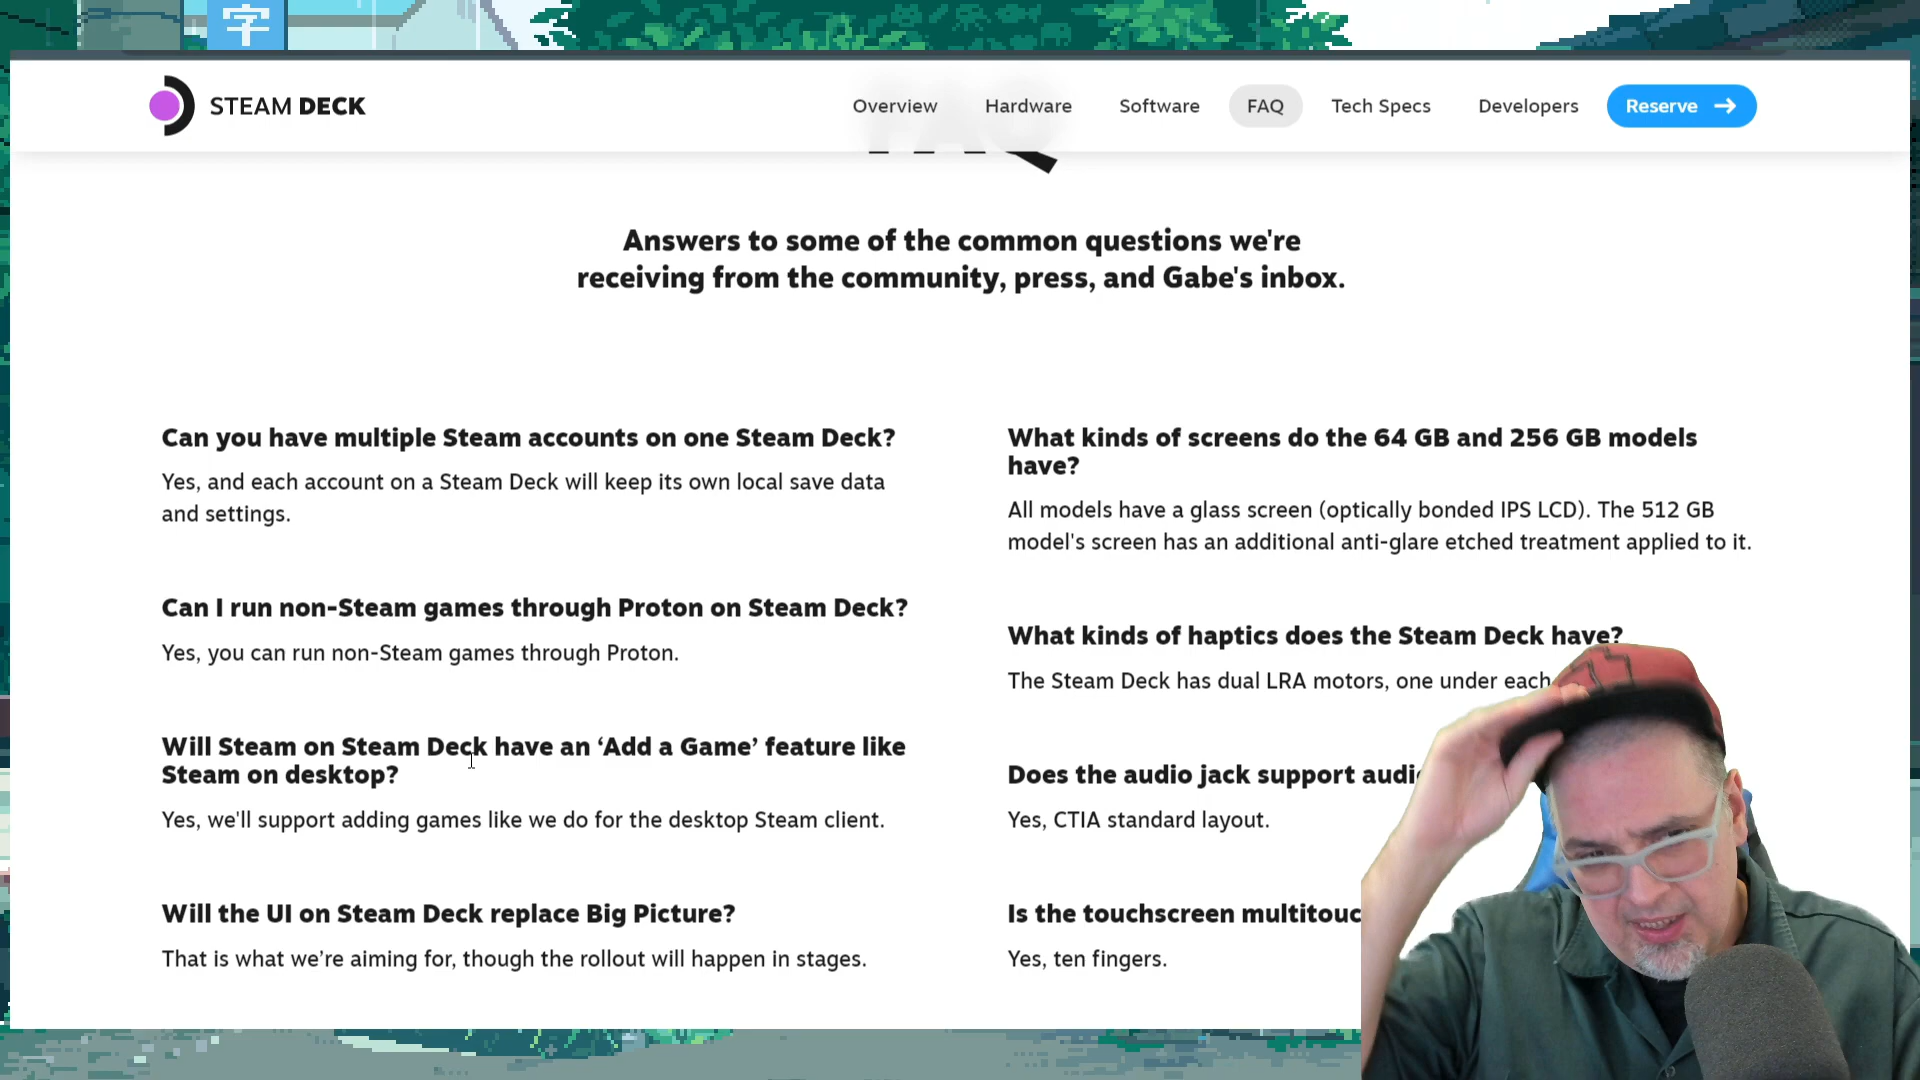 字
STEAM DECK
Overview
Hardware
Software
FAQ
Tech Specs
Developers
Reserve →
FAQ
Answers to some of the common questions we're
receiving from the community, press, and Gabe's inbox.
Can you have multiple Steam accounts on one Steam Deck?
Yes, and each account on a Steam Deck will keep its own local save data
and settings.
Can I run non-Steam games through Proton on Steam Deck?
Yes, you can run non-Steam games through Proton.
Will Steam on Steam Deck have an ‘Add a Game’ feature like
Steam on desktop?
Yes, we'll support adding games like we do for the desktop Steam client.
Will the UI on Steam Deck replace Big Picture?
That is what we’re aiming for, though the rollout will happen in stages.
What kinds of screens do the 64 GB and 256 GB models
have?
All models have a glass screen (optically bonded IPS LCD). The 512 GB
model's screen has an additional anti-glare etched treatment applied to it.
What kinds of haptics does the Steam Deck have?
The Steam Deck has dual LRA motors, one under each
Does the audio jack support
Yes, CTIA standard layout.
Is the touchscreen
Yes, ten fingers.